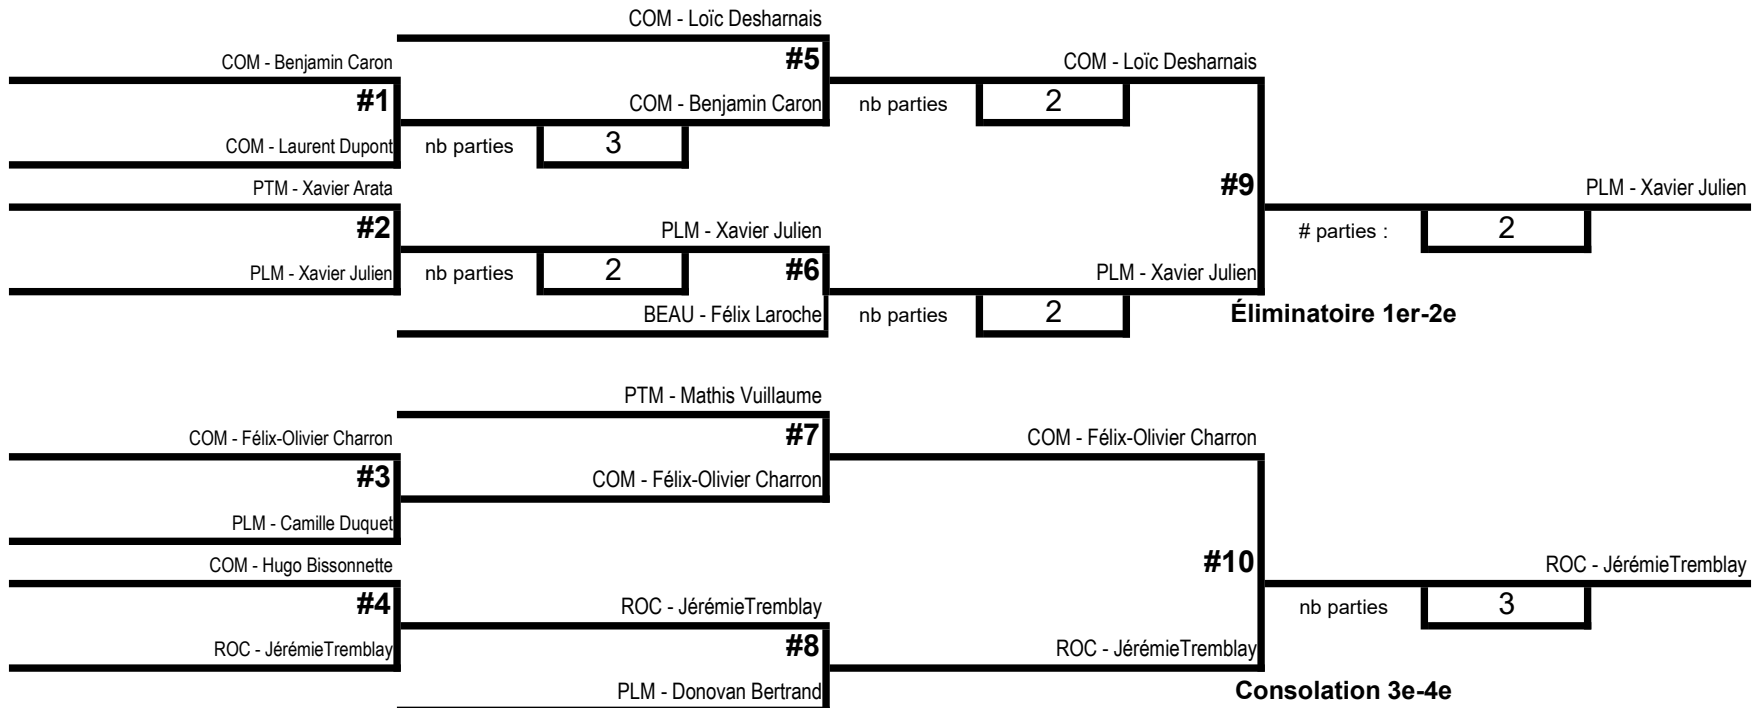 COM - Loïc Desharnais
COM - Benjamin Caron
#5
COM - Loïc Desharnais
#1
COM - Benjamin Caron
nb parties
2
COM - Laurent Dupont
nb parties
3
PTM - Xavier Arata
#9
PLM - Xavier Julien
#2
PLM - Xavier Julien
# parties :
2
PLM - Xavier Julien
nb parties
2
#6
PLM - Xavier Julien
BEAU - Félix Laroche
nb parties
2
Éliminatoire 1er-2e
PTM - Mathis Vuillaume
COM - Félix-Olivier Charron
#7
COM - Félix-Olivier Charron
#3
COM - Félix-Olivier Charron
PLM - Camille Duquet
COM - Hugo Bissonnette
#10
ROC - JérémieTremblay
#4
ROC - JérémieTremblay
nb parties
3
ROC - JérémieTremblay
#8
ROC - JérémieTremblay
PLM - Donovan Bertrand
Consolation 3e-4e